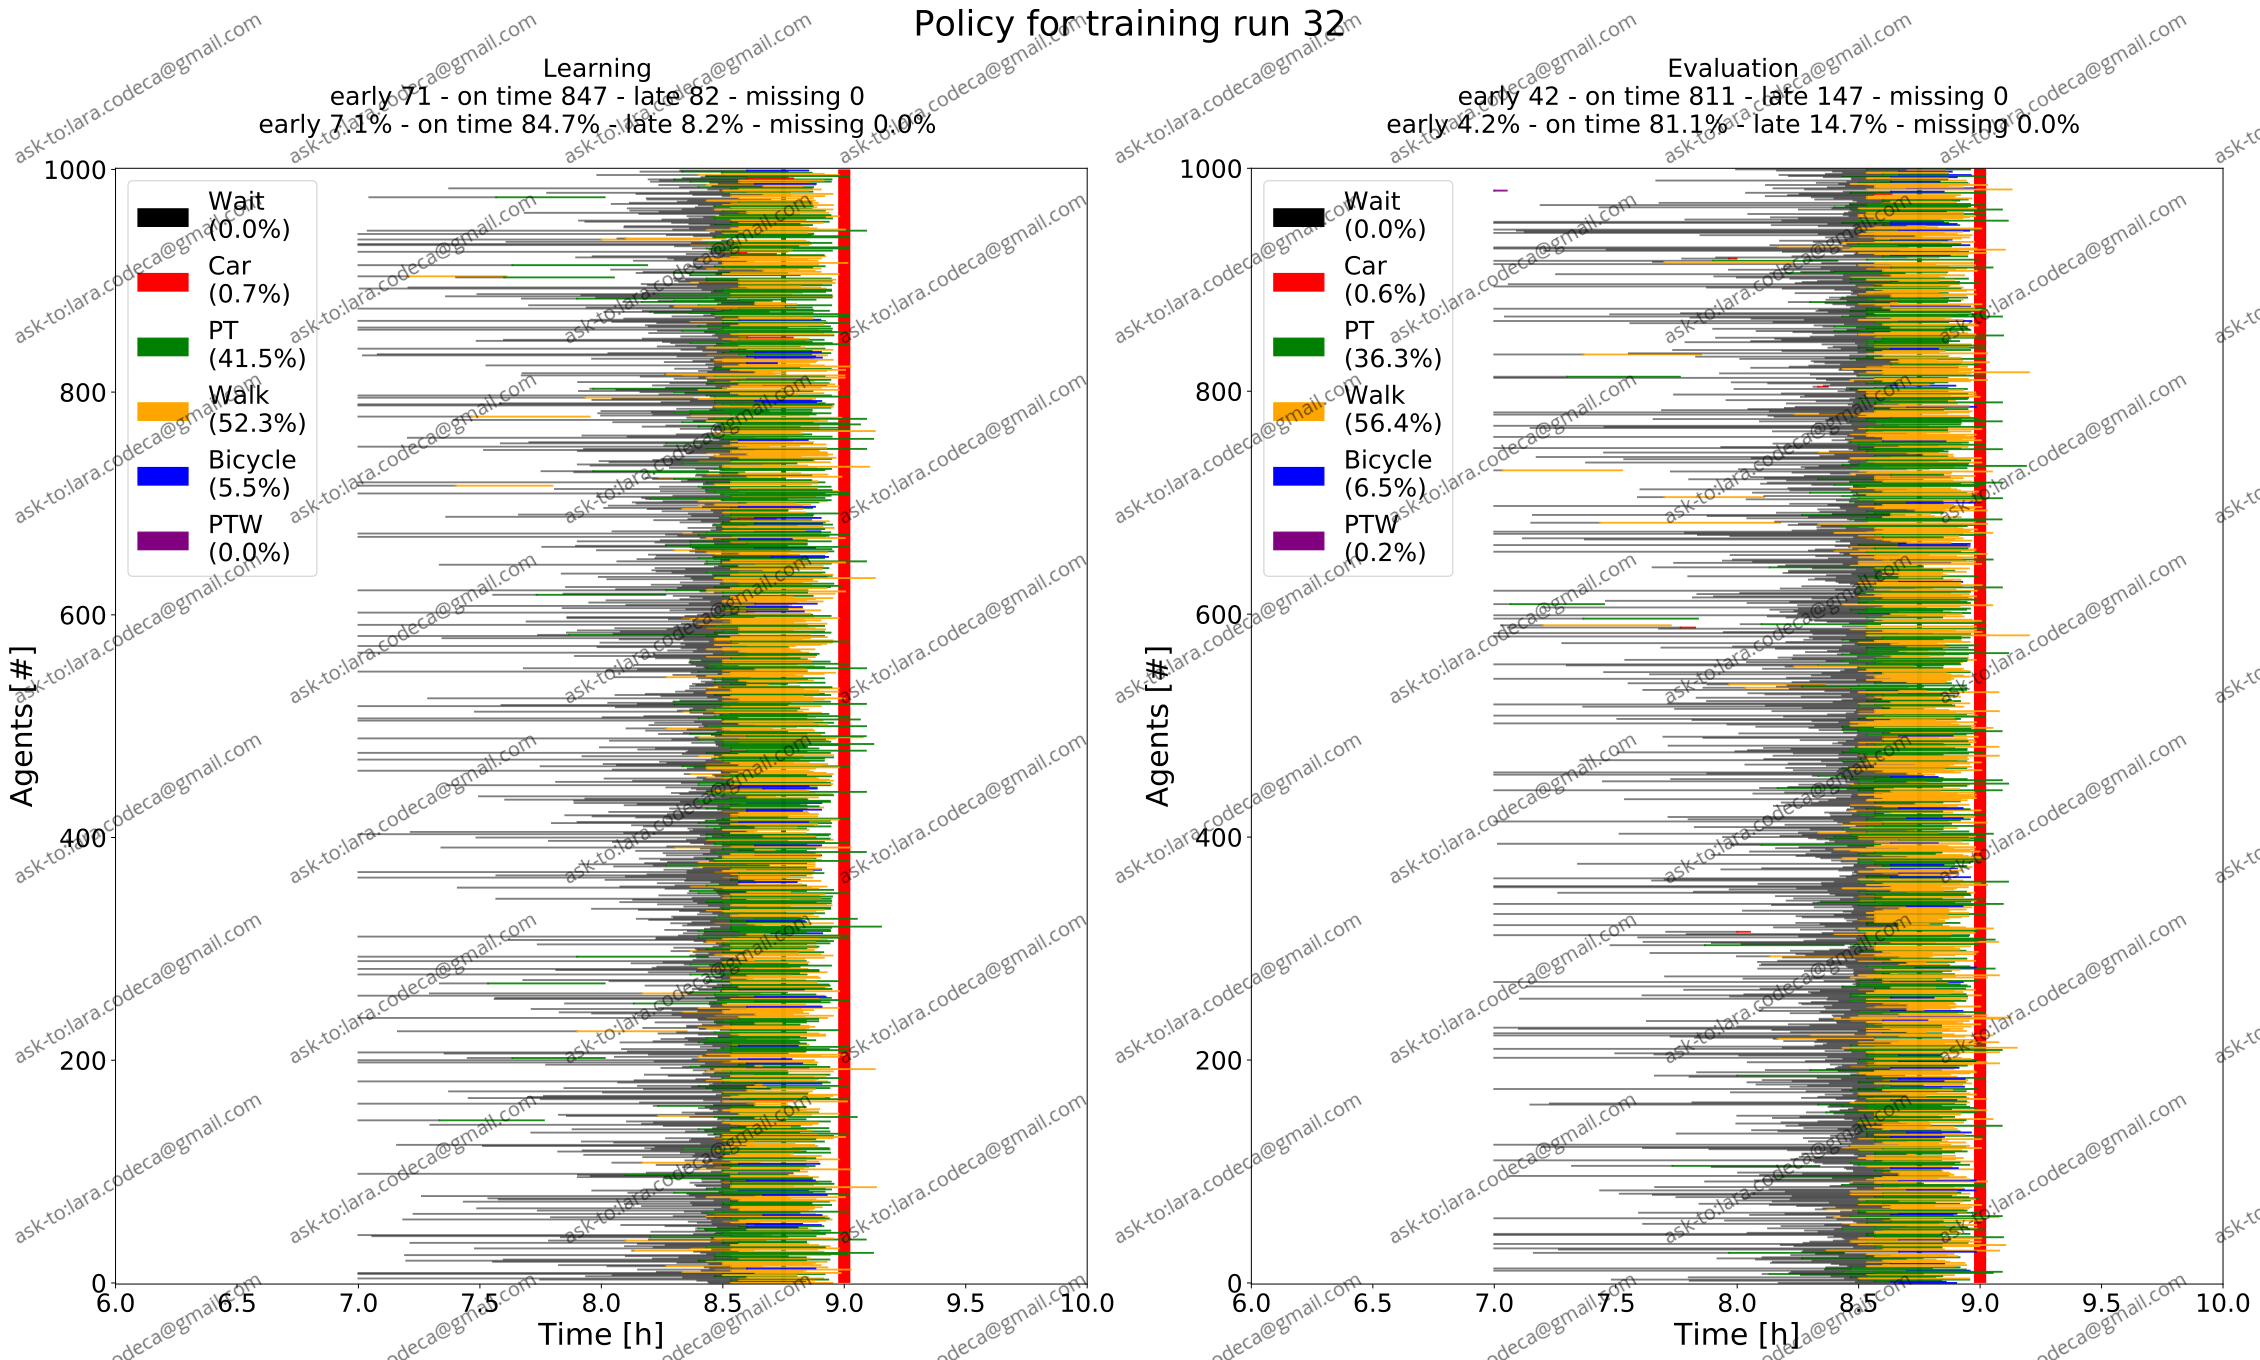 Policy for training run 32
Learning
early 71 - on time 847 - late 82 - missing 0
early 7.1% - on time 84.7% - late 8.2% - missing 0.0%
1000
800
600
400
200
0
Agents [#]
Wait
(0.0%)
Car
(0.7%)
PT
(41.5%)
Walk
(52.3%)
Bicycle
(5.5%)
PTW
(0.0%)
6.0 6.5 7.0 7.5 8.0 8.5 9.0 9.5 10.0
Time [h]
Evaluation
early 42 - on time 811 - late 147 - missing 0
early 4.2% - on time 81.1% - late 14.7% - missing 0.0%
1000
800
600
400
200
0
Agents [#]
Wait
(0.0%)
Car
(0.6%)
PT
(36.3%)
Walk
(56.4%)
Bicycle
(6.5%)
PTW
(0.2%)
6.0 6.5 7.0 7.5 8.0 8.5 9.0 9.5 10.0
Time [h]
ask-to:lara.codeca@gmail.com